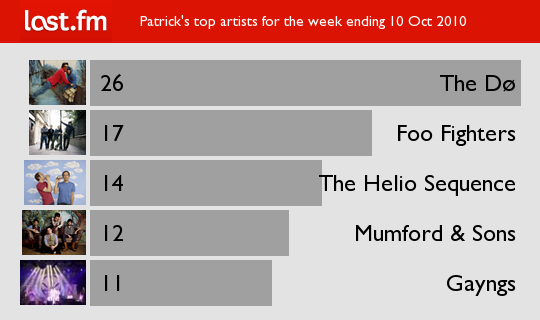 last.fm
Patrick's top artists for the week ending 10 Oct 2010
26 The Dø
17 Foo Fighters
14 The Helio Sequence
12 Mumford & Sons
11 Gayngs